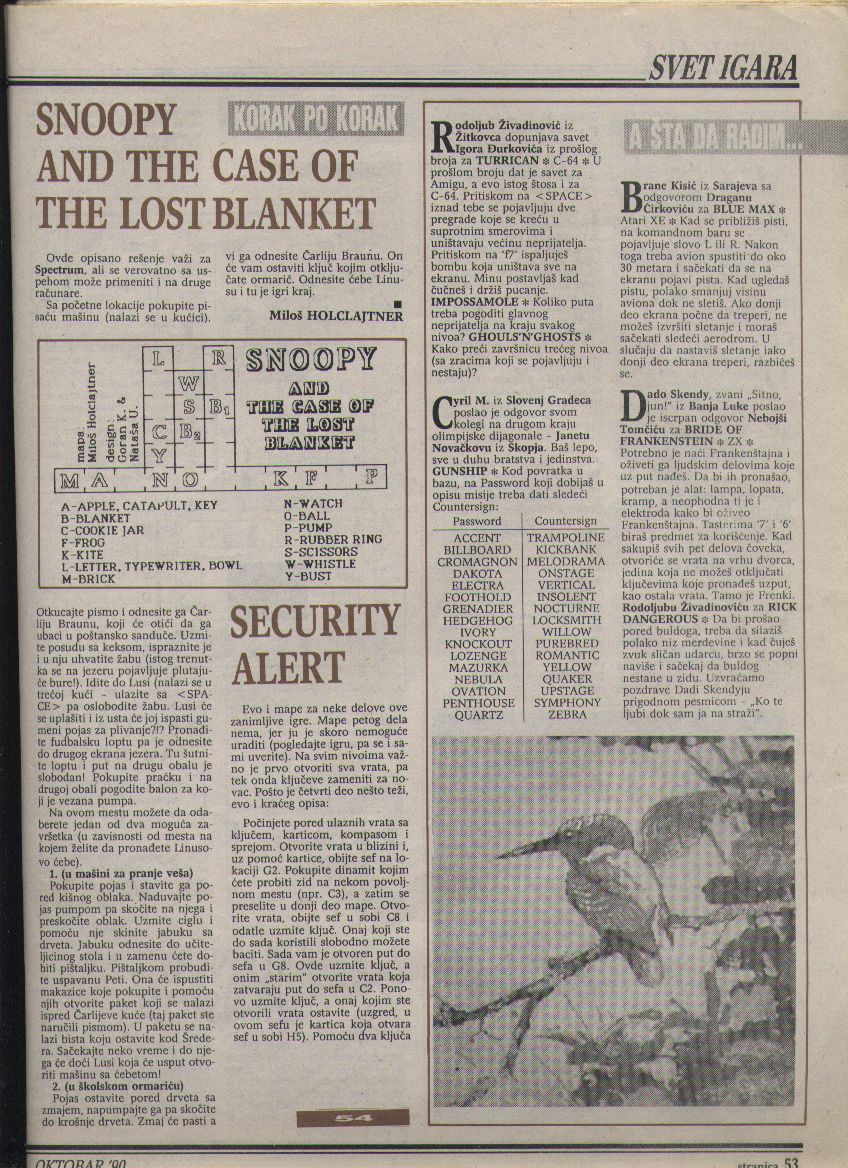 SVET IGARA
SNOOPY
KORAK PO KORAK
AND THE CASE OF
THE LOST BLANKET
Ovde opisano rešenje važi za
Spectrum, ali se verovatno sa us-
pehom može primeniti i na druge
računare.
Sa početne lokacije pokupite pi-
saću mašinu (nalazi se u kućici).
vi ga odnesite Čarliju Braunu. On
će vam ostaviti ključ kojim otklju-
čate ormarić. Odnesite ćebe Linu-
su i tu je igri kraj.
Miloš HOLCLAJTNER
mapa:
Miloš Holclajtner
design:
Goran K. &
Nataša U.
L R
W
S B1
C B2
Y
M A N O K F P
SNOOPY
AND
THE CASE OF
THE LOST
BLANKET
A-APPLE, CATAPULT, KEY
B-BLANKET
C-COOKIE JAR
F-FROG
K-KITE
L-LETTER, TYPEWRITER, BOWL
M-BRICK
N-WATCH
O-BALL
P-PUMP
R-RUBBER RING
S-SCISSORS
W-WHISTLE
Y-BUST
Otkucajte pismo i odnesite ga Čar-
liju Braunu, koji će otići da ga
ubaci u poštansko sanduče. Uzmi-
te posudu sa keksom, ispraznite je
i u nju uhvatite žabu (istog trenut-
ka se na jezeru pojavljuje plutaju-
će bure!). Idite do Lusi (nalazi se u
trećoj kući - ulazite sa <SPA-
CE> pa oslobodite žabu. Lusi će
se uplašiti i iz usta će joj ispasti gu-
meni pojas za plivanje?!? Pronađi-
te fudbalsku loptu pa je odnesite
do drugog ekrana jezera. Tu šutni-
te loptu i put na drugu obalu je
slobodan! Pokupite praćku i na
drugoj obali pogodite balon za ko-
ji je vezana pumpa.
Na ovom mestu možete da oda-
berete jedan od dva moguća za-
vršetka (u zavisnosti od mesta na
kojem želite da pronađete Linuso-
vo ćebe).
1. (u mašini za pranje veša)
Pokupite pojas i stavite ga po-
red kišnog oblaka. Naduvajte po-
jas pumpom pa skočite na njega i
preskočite oblak. Uzmite ciglu i
pomoću nje skinite jabuku sa
drveta. Jabuku odnesite do učite-
ljicinog stola i u zamenu ćete do-
biti pištaljku. Pištaljkom probudi-
te uspavanu Peti. Ona će ispustiti
makazice koje pokupite i pomoću
njih otvorite paket koji se nalazi
ispred Čarlijeve kuće (taj paket ste
naručili pismom). U paketu se na-
lazi bista koju ostavite kod Šrede-
ra. Sačekajte neko vreme i do nje-
ga će doći Lusi koja će usput otvo-
riti mašinu sa ćebetom!
2. (u školskom ormariću)
Pojas ostavite pored drveta sa
zmajem, napumpajte ga pa skočite
do krošnje drveta. Zmaj će pasti a
SECURITY
ALERT
Evo i mape za neke delove ove
zanimljive igre. Mape petog dela
nema, jer ju je skoro nemoguće
uraditi (pogledajte igru, pa se i sa-
mi uverite). Na svim nivoima važ-
no je prvo otvoriti sva vrata, pa
tek onda ključeve zameniti za no-
vac. Pošto je četvrti deo nešto teži,
evo i kraćeg opisa:
Počinjete pored ulaznih vrata sa
ključem, karticom, kompasom i
sprejom. Otvorite vrata u blizini i,
uz pomoć kartice, obijte sef na lo-
kaciji G2. Pokupite dinamit kojim
ćete probiti zid na nekom povolj-
nom mestu (npr. C3), a zatim se
preselite u donji deo mape. Otvo-
rite vrata, obijte sef u sobi C8 i
odatle uzmite ključ. Onaj koji ste
do sada koristili slobodno možete
baciti. Sada vam je otvoren put do
sefa u G8. Ovde uzmite ključ, a
onim „starim" otvorite vrata koja
zatvaraju put do sefa u C2. Pono-
vo uzmite ključ, a onaj kojim ste
otvorili vrata ostavite (uzgred, u
ovom sefu je kartica koja otvara
sef u sobi H5). Pomoću dva ključa
54
Rodoljub Živadinović iz
Žitkovca dopunjava savet
Igora Đurkovića iz prošlog
broja za TURRICAN * C-64 * U
prošlom broju dat je savet za
Amigu, a evo istog štosa i za
C-64. Pritiskom na <SPACE>
iznad tebe se pojavljuju dve
pregrade koje se kreću u
suprotnim smerovima i
uništavaju većinu neprijatelja.
Pritiskom na 'f7' ispaljuješ
bombu koja uništava sve na
ekranu. Minu postavljaš kad
čučneš i držiš pucanje.
IMPOSSAMOLE * Koliko puta
treba pogoditi glavnog
neprijatelja na kraju svakog
nivoa? GHOULS'N'GHOSTS *
Kako preći završnicu trećeg nivoa
(sa zracima koji se pojavljuju i
nestaju)?
Cyril M. iz Slovenj Gradeca
poslao je odgovor svom
kolegi na drugom kraju
olimpijske dijagonale - Janetu
Novačkovu iz Skopja. Baš lepo,
sve u duhu bratstva i jedinstva.
GUNSHIP * Kod povratka u
bazu, na Password koji dobijaš u
opisu misije treba dati sledeći
Countersign:
Password Countersign
ACCENT TRAMPOLINE
BILLBOARD KICKBANK
CROMAGNON MELODRAMA
DAKOTA ONSTAGE
ELECTRA VERTICAL
FOOTHOLD INSOLENT
GRENADIER NOCTURNE
HEDGEHOG LOCKSMITH
IVORY WILLOW
KNOCKOUT PUREBRED
LOZENGE ROMANTIC
MAZURKA YELLOW
NEBULA QUAKER
OVATION UPSTAGE
PENTHOUSE SYMPHONY
QUARTZ ZEBRA
A ŠTA DA RADIM...
Brane Kisić iz Sarajeva sa
odgovorom Draganu
Ćirkoviću za BLUE MAX *
Atari XE * Kad se približiš pisti,
na komandnom baru se
pojavljuje slovo L ili R. Nakon
toga treba avion spustiti do oko
30 metara i sačekati da se na
ekranu pojavi pista. Kad ugledaš
pistu, polako smanjuj visinu
aviona dok ne sletiš. Ako donji
deo ekrana počne da treperi, ne
možeš izvršiti sletanje i moraš
sačekati sledeći aerodrom. U
slučaju da nastaviš sletanje iako
donji deo ekrana treperi, razbićeš
se.
Dado Skendy, zvani „Sitno,
jun!" iz Banja Luke poslao
je iscrpan odgovor Nebojši
Tomčiću za BRIDE OF
FRANKENSTEIN * ZX *
Potrebno je naći Frankenštajna i
oživeti ga ljudskim delovima koje
uz put nađeš. Da bi ih pronašao,
potreban je alat: lampa, lopata,
kramp, a neophodna ti je i
elektroda kako bi oživeo
Frankenštajna. Tasterima '7' i '6'
biraš predmet za korišćenje. Kad
sakupiš svih pet delova čoveka,
otvoriće se vrata na vrhu dvorca,
jedina koja ne možeš otključati
ključevima koje pronađeš uzput,
kao ostala vrata. Tamo je Frenki.
Rodoljubu Živadinoviću za RICK
DANGEROUS * Da bi prošao
pored buldoga, treba da silaziš
polako niz merdevine i kad čuješ
zvuk sličan udarcu, brzo se popni
naviše i sačekaj da buldog
nestane u zidu. Uzvraćamo
pozdrave Dadi Skendyju
prigodnom pesmicom - „Ko te
ljubi dok sam ja na straži".
OKTOBAR '90
stranica 53